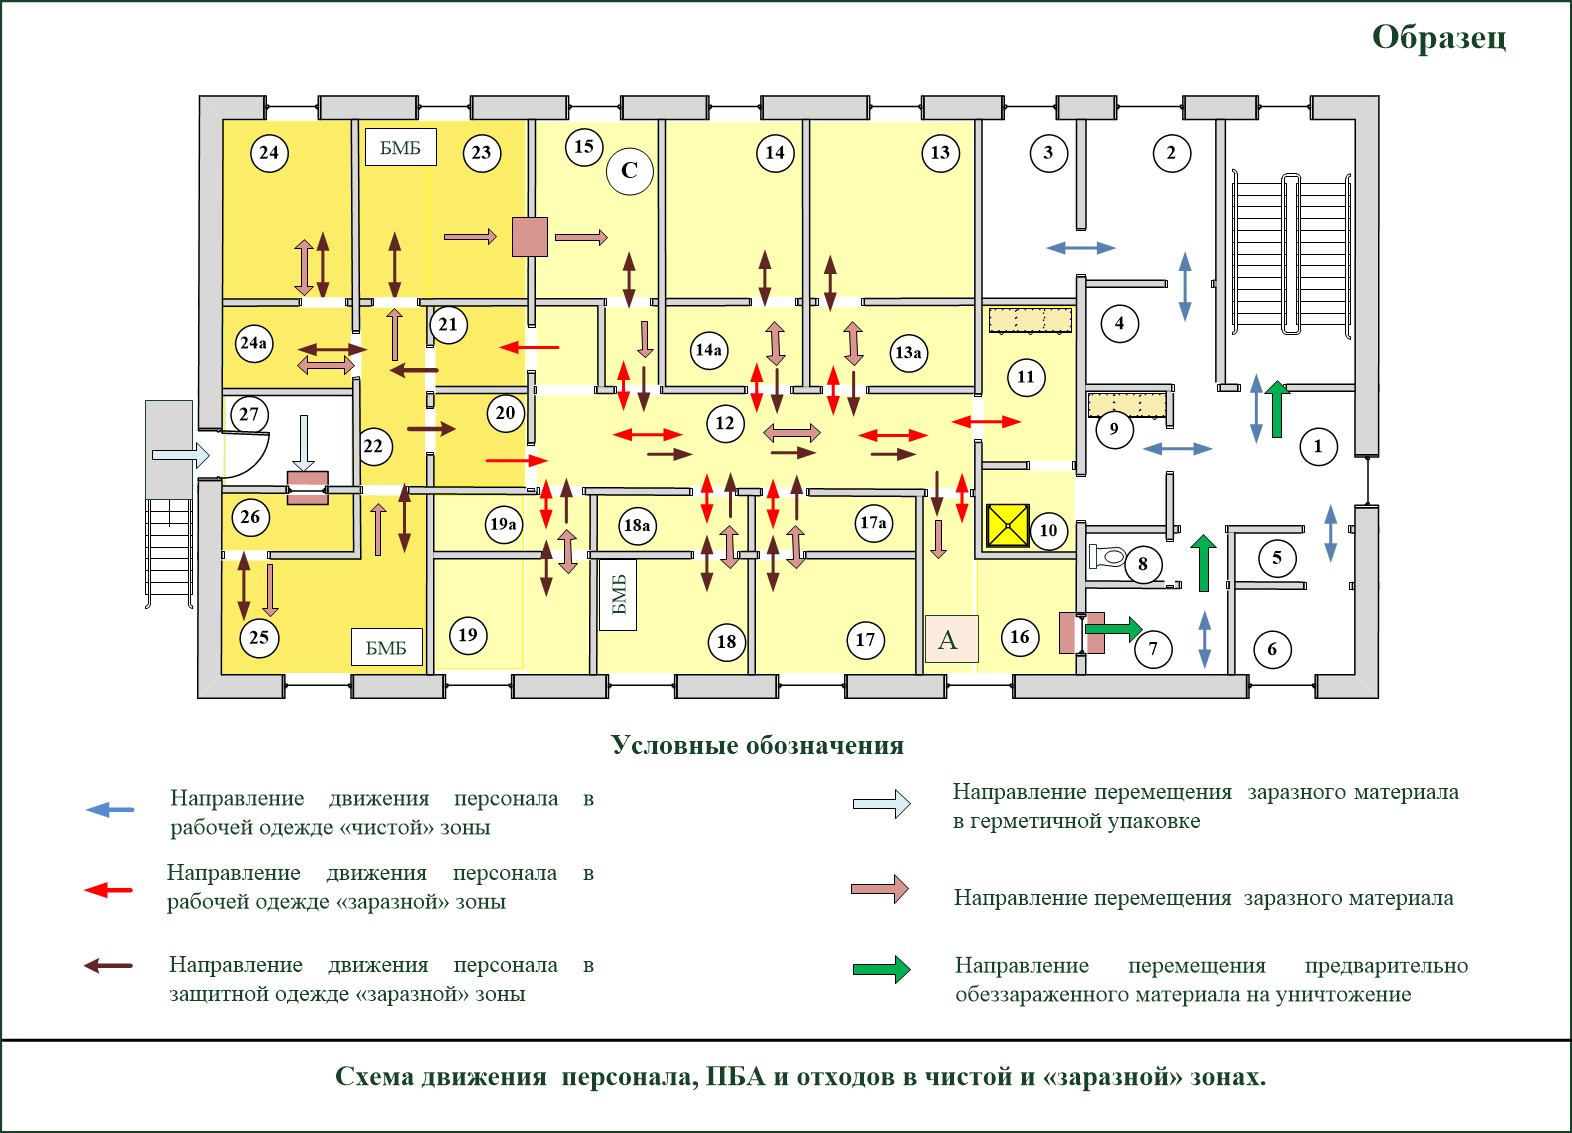 Образец
24
БМБ
23
15
С
14
13
3
2
24а
21
14а
13а
4
11
27
22
20
12
9
1
26
19а
18а
17а
10
8
5
25
БМБ
19
БМБ
18
17
А
16
7
6
Условные обозначения
Направление движения персонала в
рабочей одежде «чистой» зоны
Направление движения персонала в
рабочей одежде «заразной» зоны
Направление движения персонала в
защитной одежде «заразной» зоны
Направление перемещения заразного материала
в герметичной упаковке
Направление перемещения заразного материала
Направление перемещения предварительно
обеззараженного материала на уничтожение
Схема движения персонала, ПБА и отходов в чистой и «заразной» зонах.